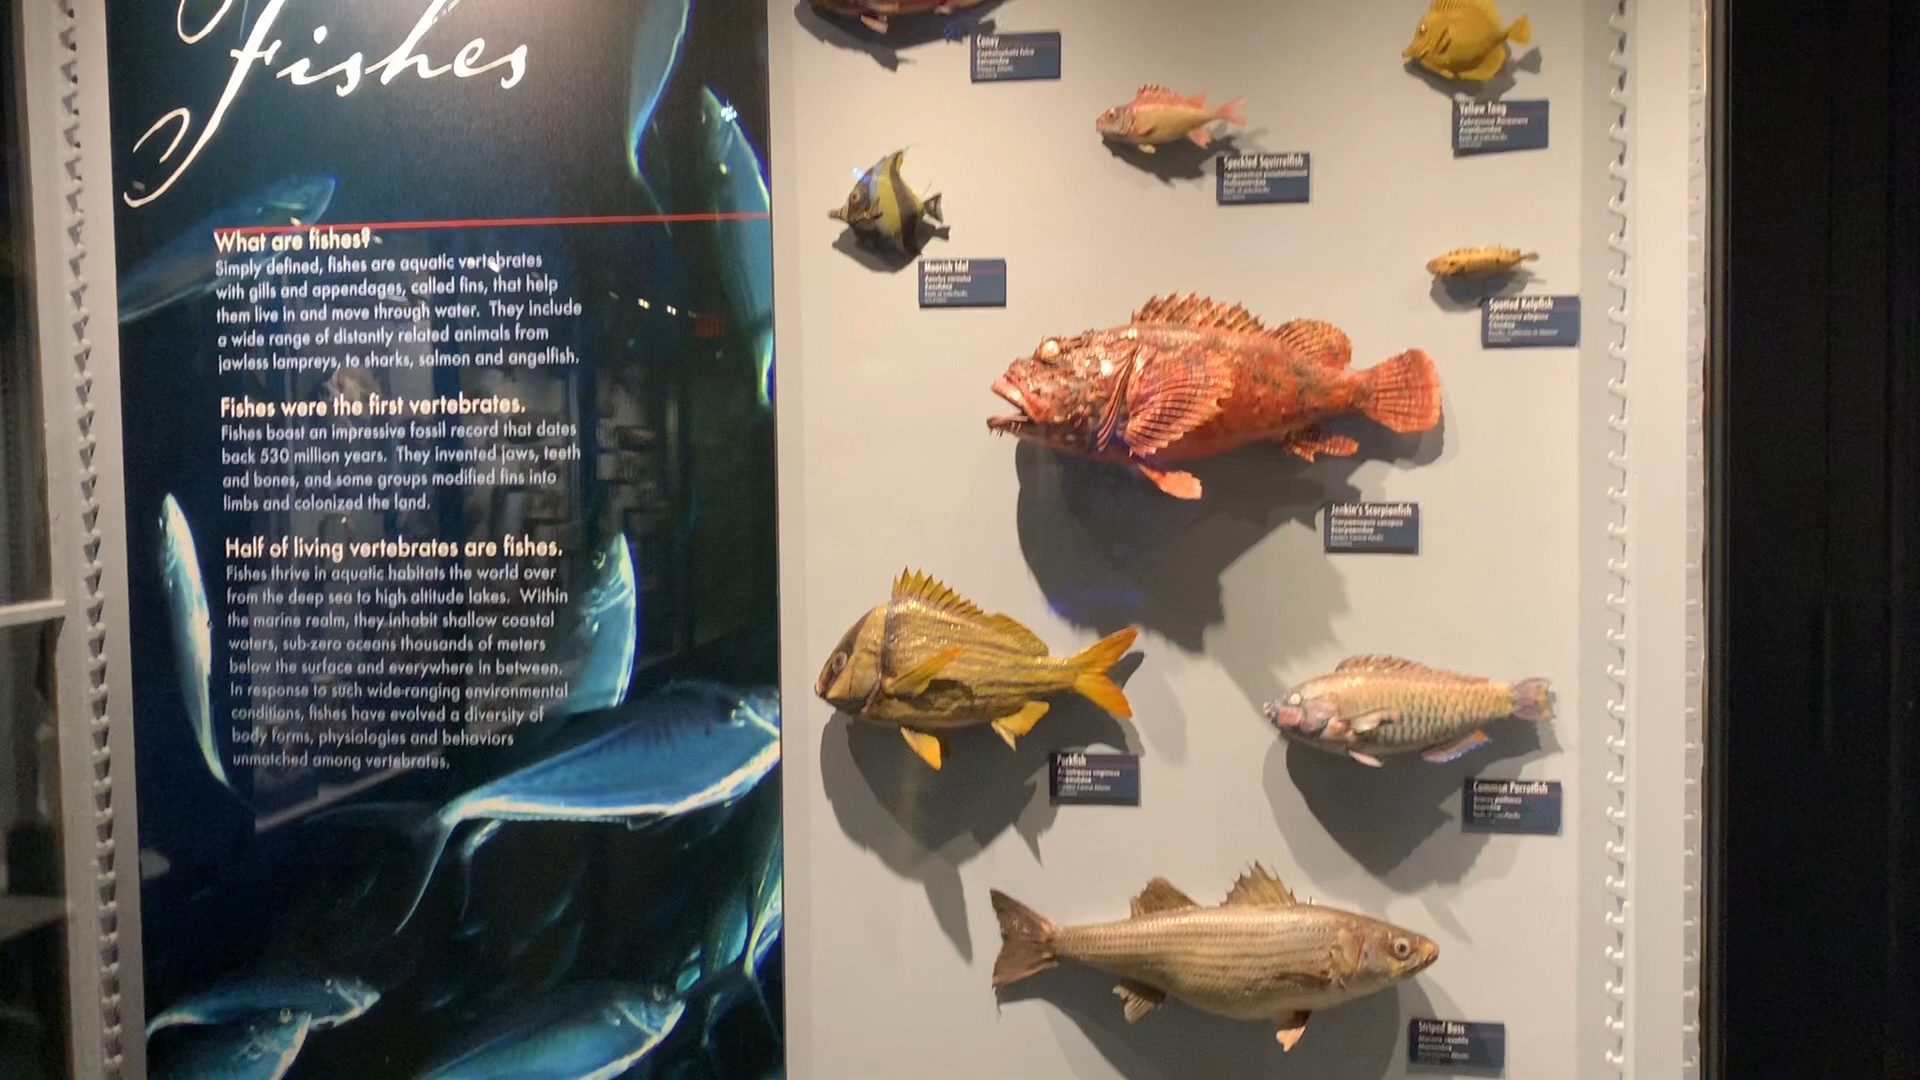 Fishes
What are fishes?
Simply defined, fishes are aquatic vertebrates
with gills and appendages, called fins, that help
them live in and move through water. They include
a wide range of distantly related animals from
jawless lampreys, to sharks, salmon and angelfish.
Fishes were the first vertebrates.
Fishes boast an impressive fossil record that dates
back 530 million years. They invented jaws, teeth
and bones, and some groups modified fins into
limbs and colonized the land.
Half of living vertebrates are fishes.
Fishes thrive in aquatic habitats the world over
from the deep sea to high altitude lakes. Within
the marine realm, they inhabit shallow coastal
waters, sub-zero oceans thousands of meters
below the surface and everywhere in between.
In response to such wide-ranging environmental
conditions, fishes have evolved a diversity of
body forms, physiologies and behaviors
unmatched among vertebrates.
Coney
Yellow Tang
Speckled Squirrelfish
Moorish Idol
Spotted Kelpfish
Jenkin's Scorpionfish
Porkfish
Common Parrotfish
Striped Bass